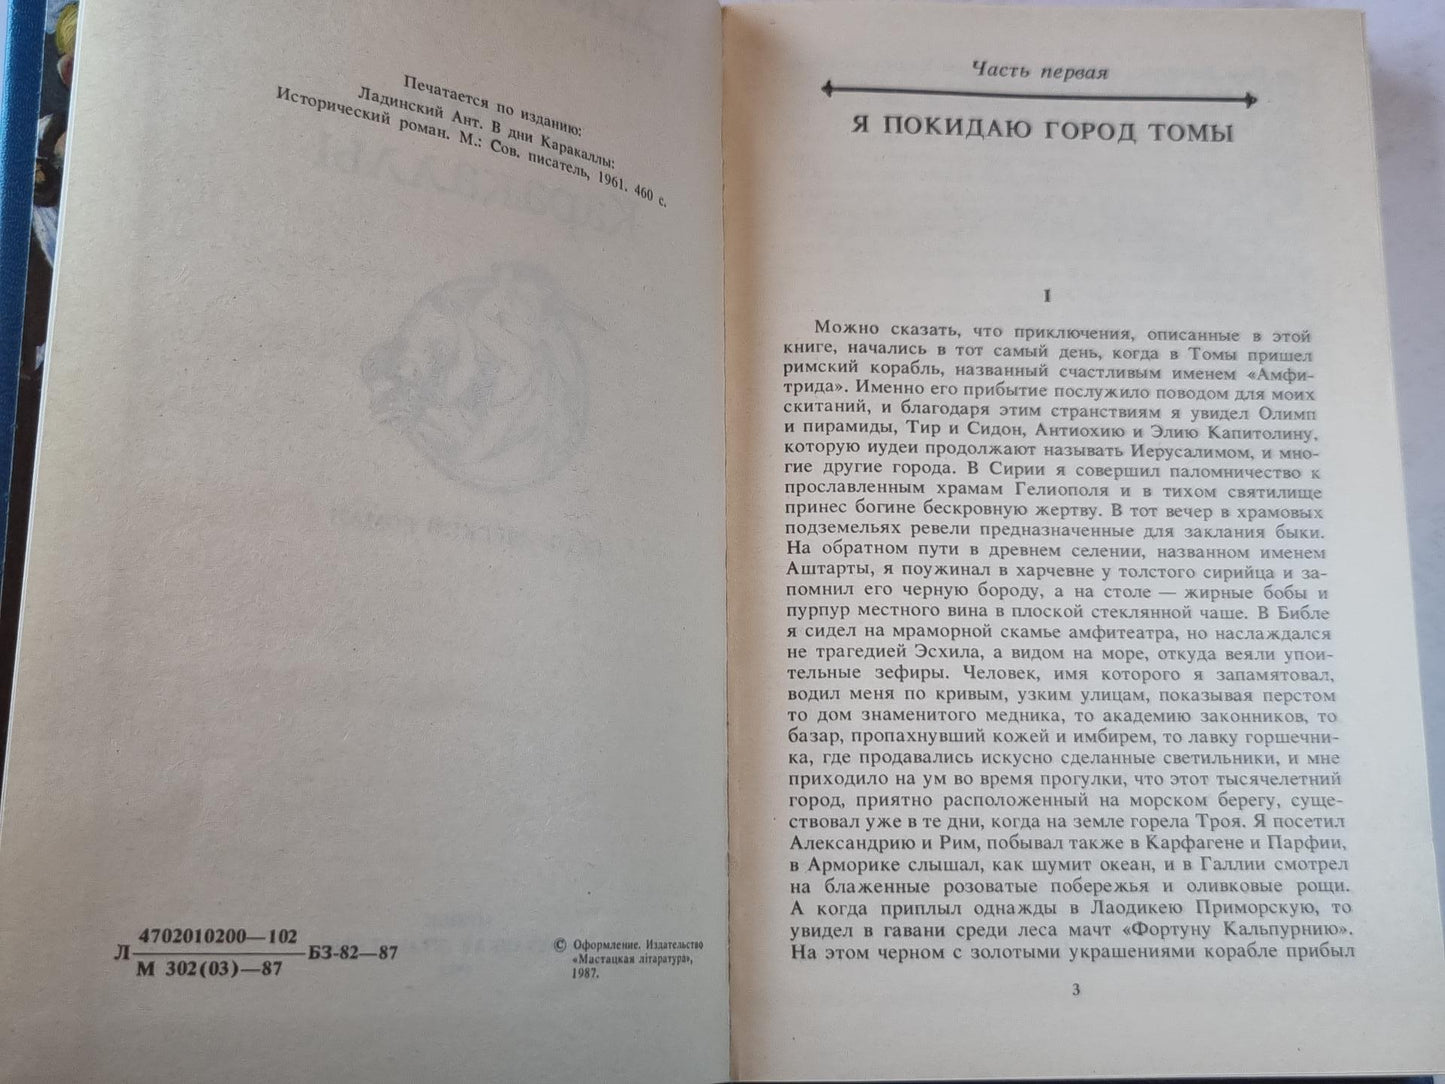 Печатается по изданию:
Ладинский Ант. В дни Каракаллы:
Исторический роман. М.: Сов. писатель, 1961. 460 с.
4702010200—102
Л БЗ-82—87
М 302(03)—87
© Оформление. Издательство
«Мастацкая літаратура»,
1987.
Часть первая
Я ПОКИДАЮ ГОРОД ТОМЫ
I
Можно сказать, что приключения, описанные в этой
книге, начались в тот самый день, когда в Томы пришел
римский корабль, названный счастливым именем «Амфи-
трида». Именно его прибытие послужило поводом для моих
скитаний, и благодаря этим странствиям я увидел Олимп
и пирамиды, Тир и Сидон, Антиохию и Элию Капитолину,
которую иудеи продолжают называть Иерусалимом, и мно-
гие другие города. В Сирии я совершил паломничество к
прославленным храмам Гелиополя и в тихом святилище
принес богине бескровную жертву. В тот вечер в храмовых
подземельях ревели предназначенные для заклания быки.
На обратном пути в древнем селении, названном именем
Аштарты, я поужинал в харчевне у толстого сирийца и за-
помнил его черную бороду, а на столе — жирные бобы и
пурпур местного вина в плоской стеклянной чаше. В Библе
я сидел на мраморной скамье амфитеатра, но наслаждался
не трагедией Эсхила, а видом на море, откуда веяли упои-
тельные зефиры. Человек, имя которого я запамятовал,
водил меня по кривым, узким улицам, показывая перстом
то дом знаменитого медника, то академию законников, то
базар, пропахнувший кожей и имбирем, то лавку горшечни-
ка, где продавались искусно сделанные светильники, и мне
приходило на ум во время прогулки, что этот тысячелетний
город, приятно расположенный на морском берегу, суще-
ствовал уже в те дни, когда на земле горела Троя. Я посетил
Александрию и Рим, побывал также в Карфагене и Парфии,
в Арморике слышал, как шумит океан, и в Галлии смотрел
на блаженные розоватые побережья и оливковые рощи.
А когда приплыл однажды в Лаодикею Приморскую, то
увидел в гавани среди леса мачт «Фортуну Кальпурнию».
На этом черном с золотыми украшениями корабле прибыл
3